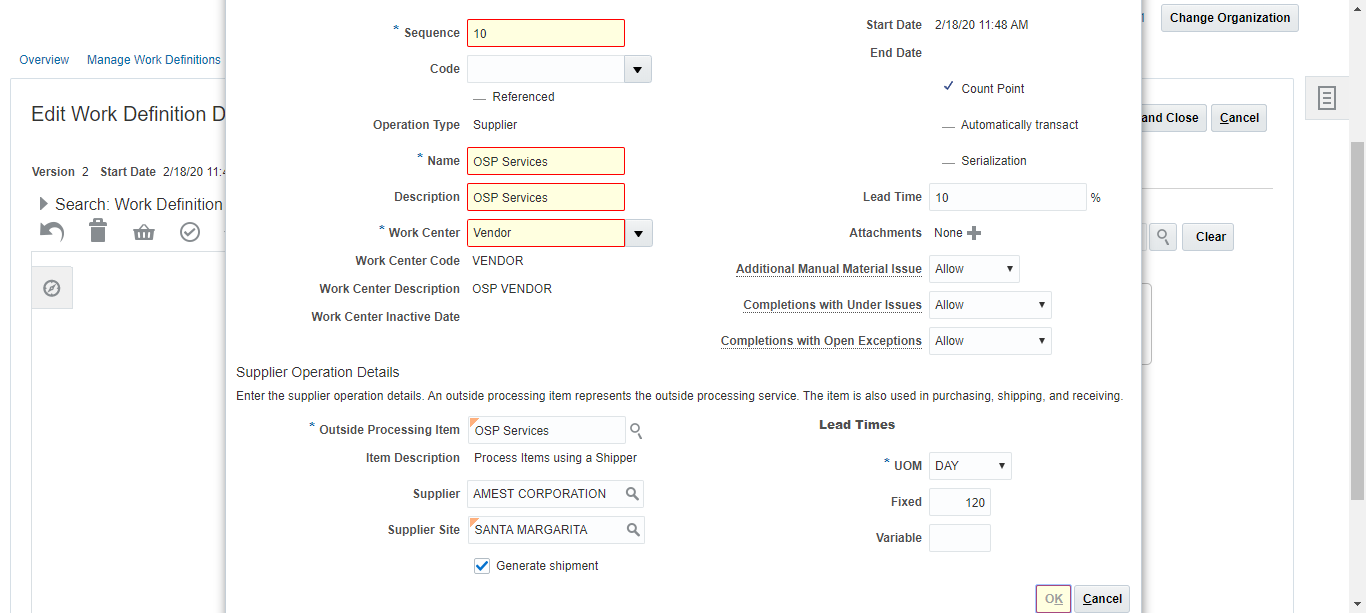 Change Organization
Overview Manage Work Definitions
Edit Work Definition D
and Close Cancel
Version 2 Start Date 2/18/20 11:4
Search: Work Definition
Clear
* Sequence 10
Code
Referenced
Operation Type Supplier
* Name OSP Services
Description OSP Services
* Work Center Vendor
Work Center Code VENDOR
Work Center Description OSP VENDOR
Work Center Inactive Date
Start Date 2/18/20 11:48 AM
End Date
Count Point
Automatically transact
Serialization
Lead Time 10 %
Attachments None
Additional Manual Material Issue Allow
Completions with Under Issues Allow
Completions with Open Exceptions Allow
Supplier Operation Details
Enter the supplier operation details. An outside processing item represents the outside processing service. The item is also used in purchasing, shipping, and receiving.
* Outside Processing Item OSP Services
Item Description Process Items using a Shipper
Supplier AMEST CORPORATION
Supplier Site SANTA MARGARITA
Generate shipment
Lead Times
* UOM DAY
Fixed 120
Variable
OK Cancel